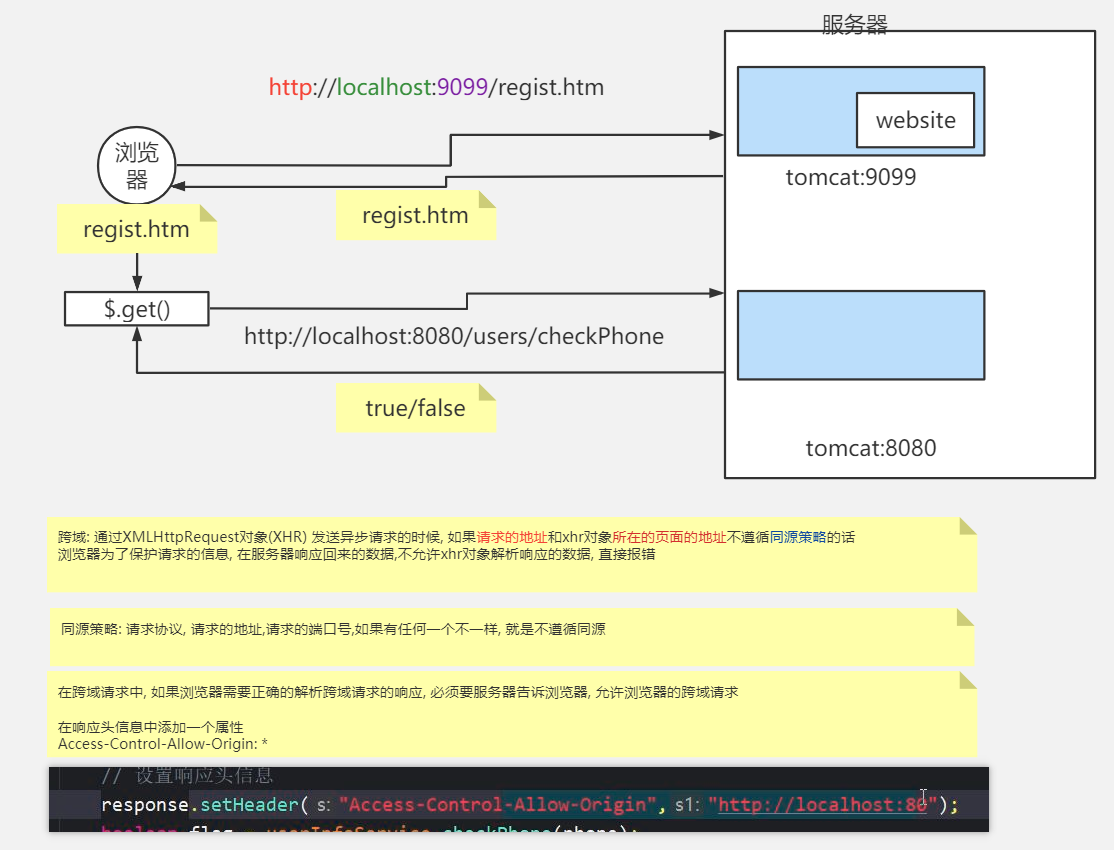 服务器
http://localhost:9099/regist.htm
website
浏览
器
tomcat:9099
regist.htm
regist.htm
$.get()
http://localhost:8080/users/checkPhone
true/false
tomcat:8080
跨域: 通过XMLHttpRequest对象(XHR) 发送异步请求的时候, 如果请求的地址和xhr对象所在的页面的地址不遵循同源策略的话
浏览器为了保护请求的信息, 在服务器响应回来的数据,不允许xhr对象解析响应的数据, 直接报错
同源策略: 请求协议, 请求的地址,请求的端口号,如果有任何一个不一样, 就是不遵循同源
在跨域请求中, 如果浏览器需要正确的解析跨域请求的响应, 必须要服务器告诉浏览器, 允许浏览器的跨域请求
在响应头信息中添加一个属性
Access-Control-Allow-Origin: *
// 设置响应头信息
response.setHeader( s: "Access-Control-Allow-Origin", s1: "http://localhost:80");
boolean flag = userInfoService.checkPhone(phone);